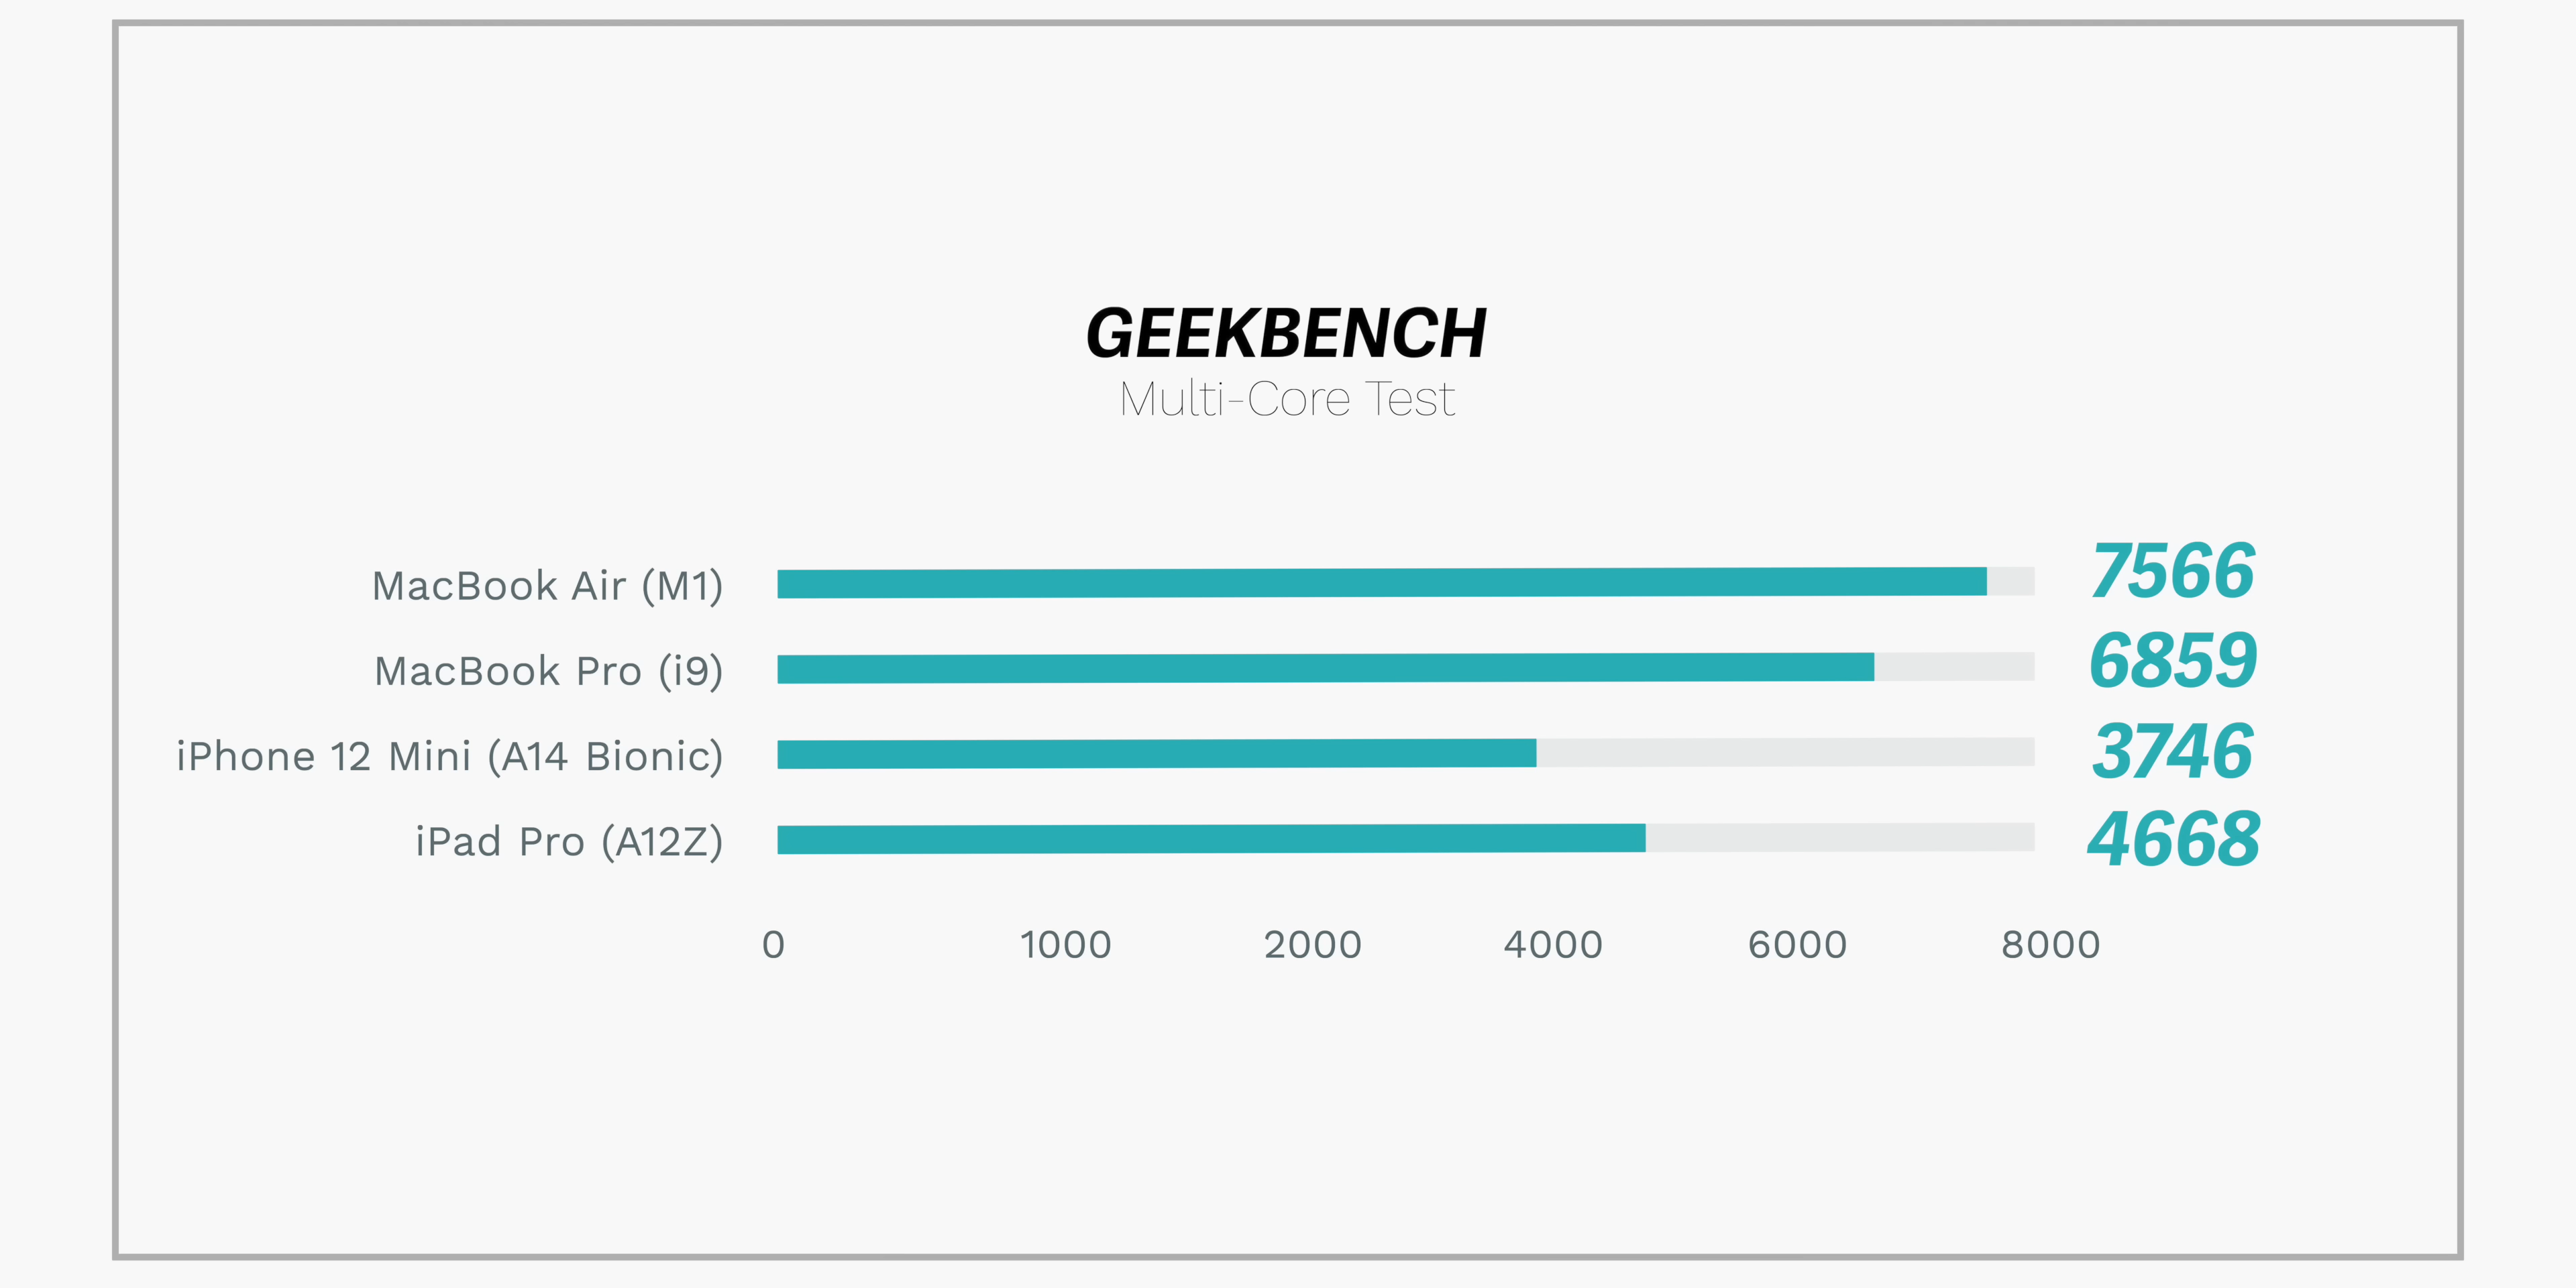 GEEKBENCH
Multi-Core Test
MacBook Air (M1) 7566
MacBook Pro (i9) 6859
iPhone 12 Mini (A14 Bionic) 3746
iPad Pro (A12Z) 4668
0 1000 2000 4000 6000 8000